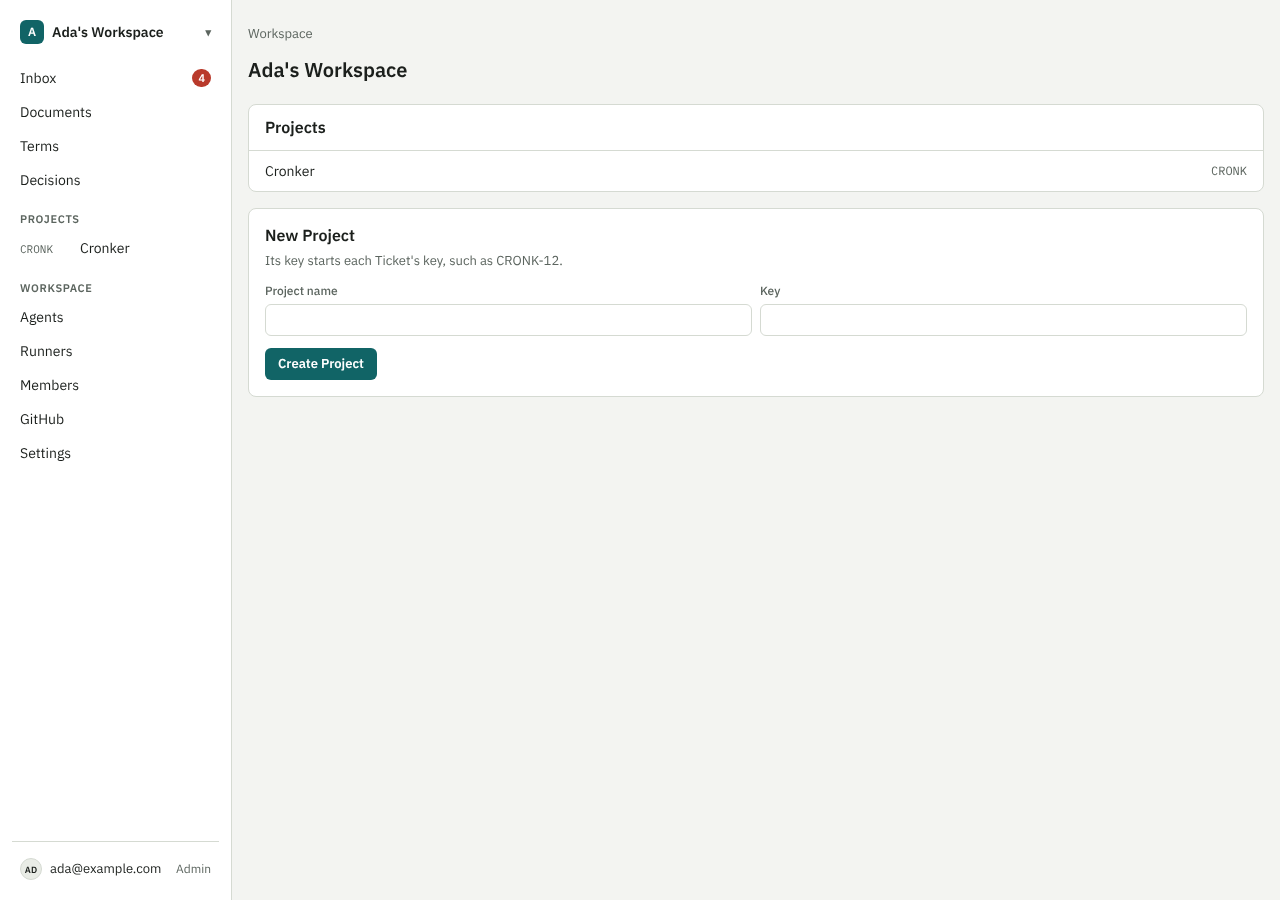 A Ada's Workspace ▾
Inbox 4
Documents
Terms
Decisions
PROJECTS
CRONK Cronker
WORKSPACE
Agents
Runners
Members
GitHub
Settings
AD ada@example.com Admin
Workspace
Ada's Workspace
Projects
Cronker CRONK
New Project
Its key starts each Ticket's key, such as CRONK-12.
Project name Key
Create Project